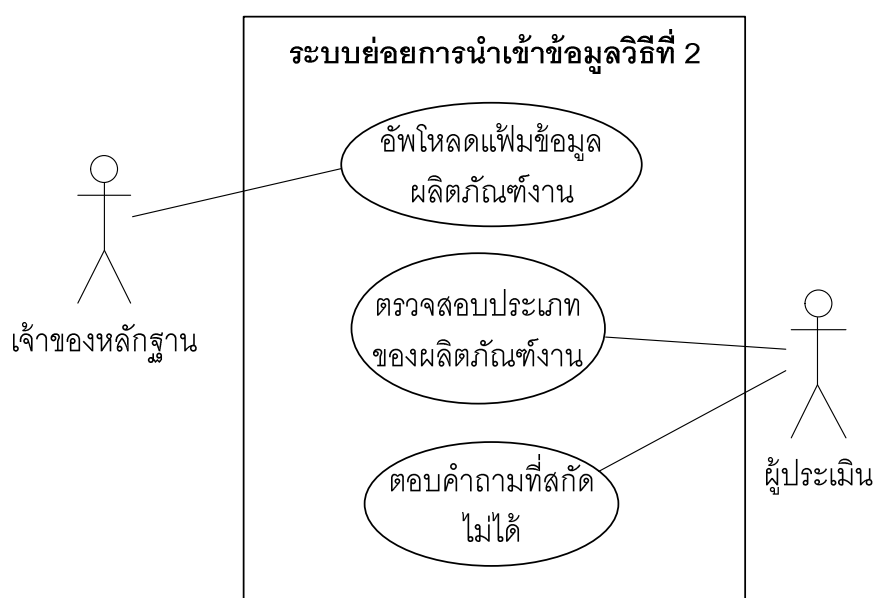 ระบบย่อยการนำเข้าข้อมูลวิธีที่ 2
อัพโหลดแฟ้มข้อมูล
ผลิตภัณฑ์งาน
ตรวจสอบประเภท
ของผลิตภัณฑ์งาน
เจ้าของหลักฐาน
ตอบคำถามที่สกัด
ไม่ได้
ผู้ประเมิน